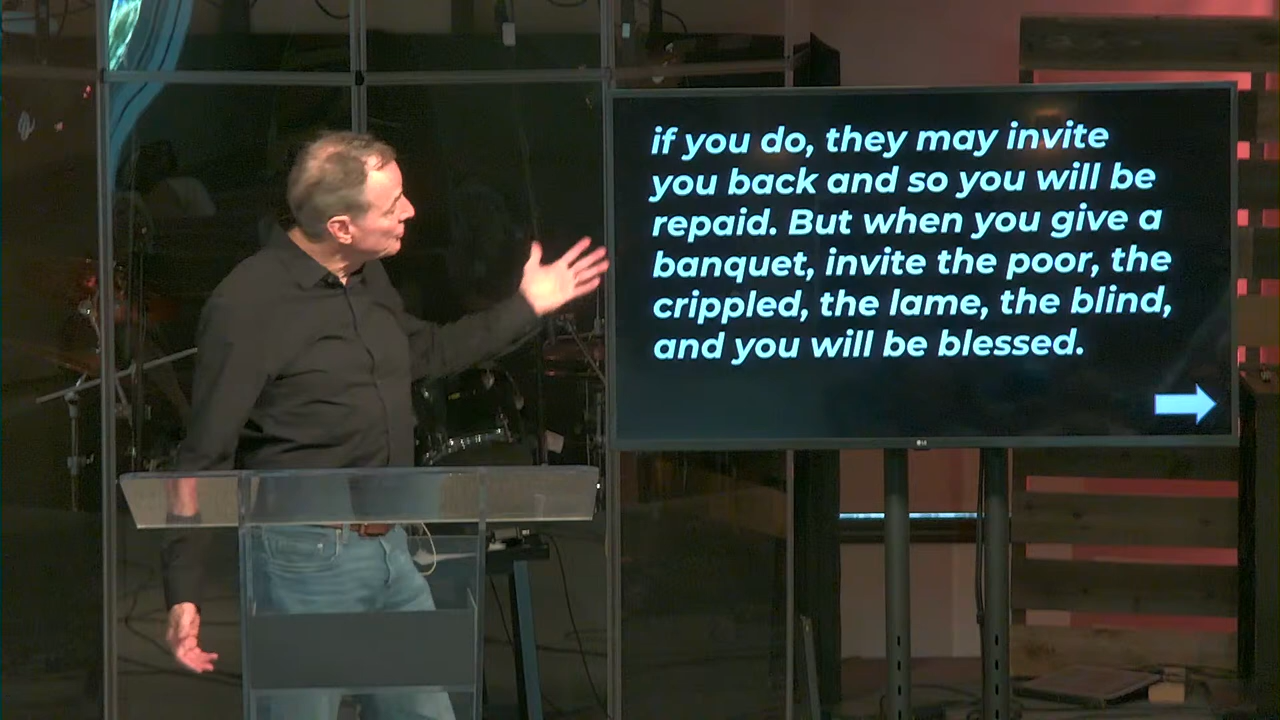 if you do, they may invite
you back and so you will be
repaid. But when you give a
banquet, invite the poor, the
crippled, the lame, the blind,
and you will be blessed.
LG